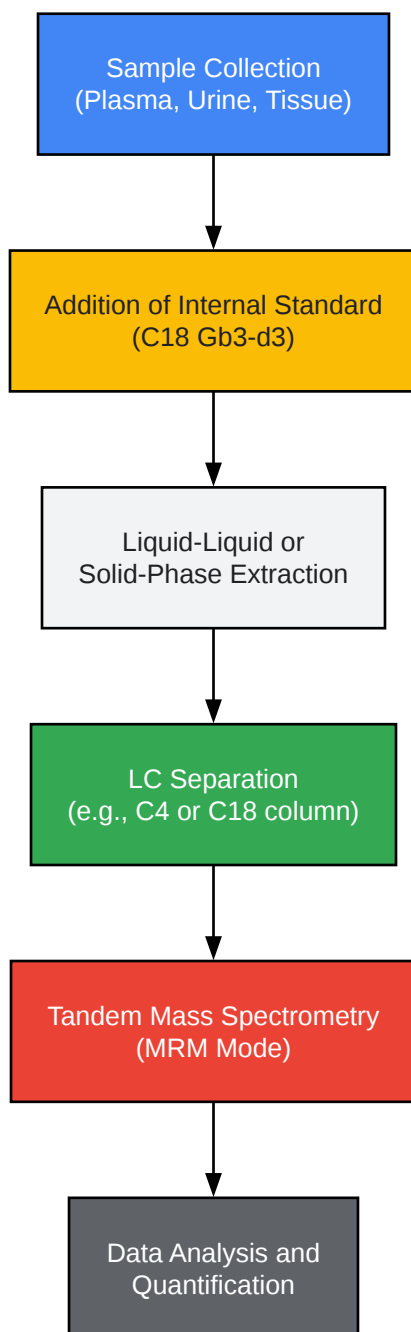 Sample Collection
(Plasma, Urine, Tissue)
Addition of Internal Standard
(C18 Gb3-d3)
Liquid-Liquid or
Solid-Phase Extraction
LC Separation
(e.g., C4 or C18 column)
Tandem Mass Spectrometry
(MRM Mode)
Data Analysis and
Quantification